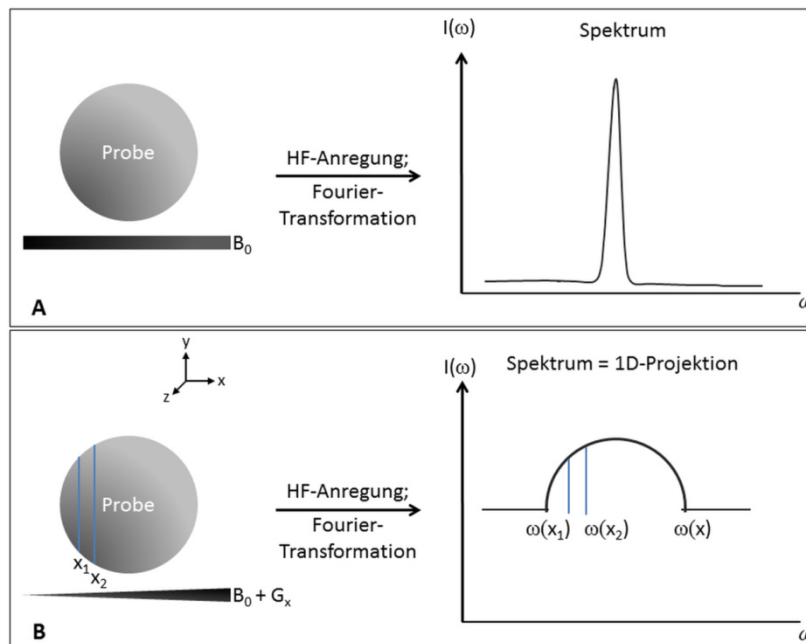 I(ω)
Spektrum
Probe
HF-Anregung;
Fourier-
Transformation
B₀
A
ω
y
x
z
I(ω)
Spektrum = 1D-Projektion
Probe
HF-Anregung;
Fourier-
Transformation
x₁
x₂
ω(x₁)
ω(x₂)
ω(x)
B₀ + Gₓ
B
ω